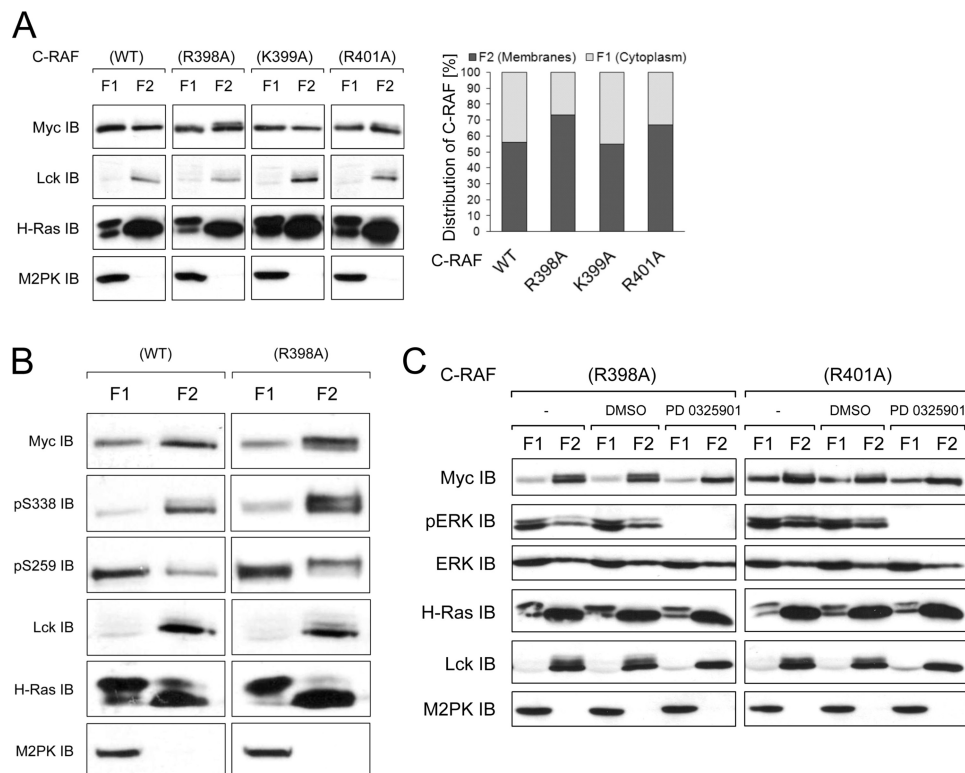 A
C-RAF (WT) (R398A) (K399A) (R401A)
F1 F2 F1 F2 F1 F2 F1 F2
Myc IB
Lck IB
H-Ras IB
M2PK IB
F2 (Membranes) F1 (Cytoplasm)
Distribution of C-RAF [%]
100
90
80
70
60
50
40
30
20
10
0
C-RAF
WT
R398A
K399A
R401A
B
(WT) (R398A)
F1 F2 F1 F2
Myc IB
pS338 IB
pS259 IB
Lck IB
H-Ras IB
M2PK IB
C
C-RAF (R398A) (R401A)
- DMSO PD 0325901 - DMSO PD 0325901
F1 F2 F1 F2 F1 F2 F1 F2 F1 F2 F1 F2
Myc IB
pERK IB
ERK IB
H-Ras IB
Lck IB
M2PK IB